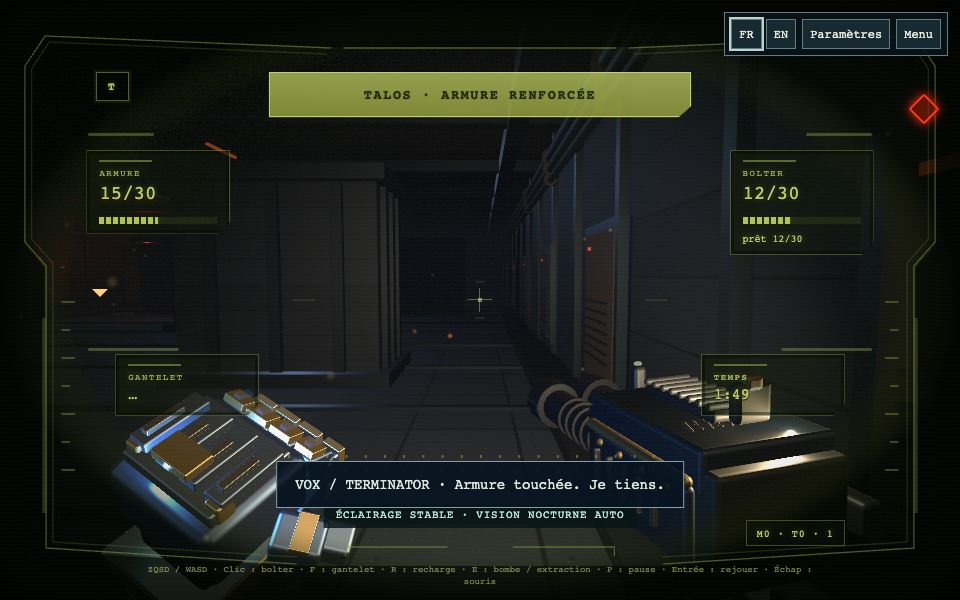 FR EN Paramètres Menu
T
TALOS · ARMURE RENFORCÉE
ARMURE
15/30
BOLTER
12/30
prêt 12/30
GANTELET
…
TEMPS
1:49
VOX / TERMINATOR · Armure touchée. Je tiens.
ÉCLAIRAGE STABLE · VISION NOCTURNE AUTO
M0 · T0 · 1
ZQSD / WASD · Clic : bolter · F : gantelet · R : recharge · E : bombe / extraction · P : pause · Entrée : rejouer · Échap :
souris